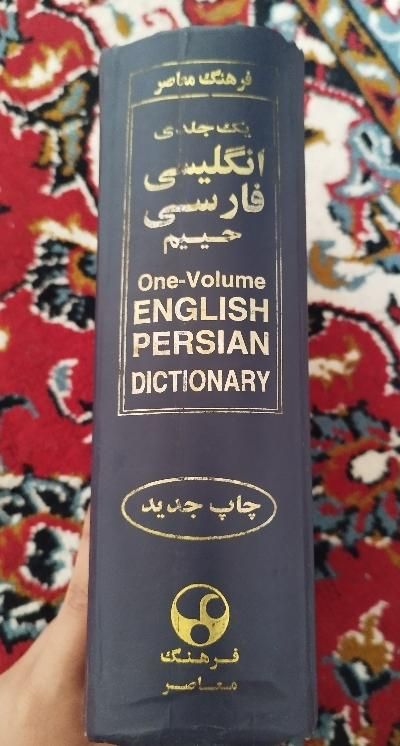 فرهنگ معاصر
یک جلدی
انگلیسی
فارسی
حییم
One-Volume
ENGLISH
PERSIAN
DICTIONARY
چاپ جدید
فرهنگ
معاصر